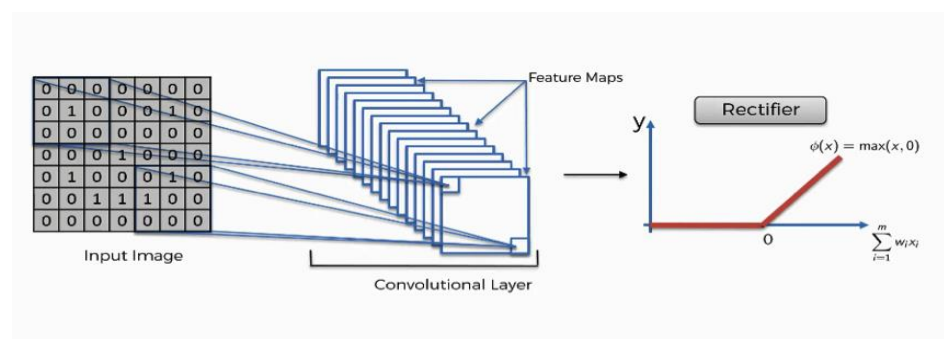 0 0 0 0 0 0 0
0 1 0 0 0 1 0
0 0 0 0 0 0 0
0 0 0 1 0 0 0
0 1 0 0 0 1 0
0 0 1 1 1 0 0
0 0 0 0 0 0 0
Input Image
Feature Maps
Convolutional Layer
Rectifier
y
ϕ(x) = max(x, 0)
0
m
∑ wᵢxᵢ
i=1